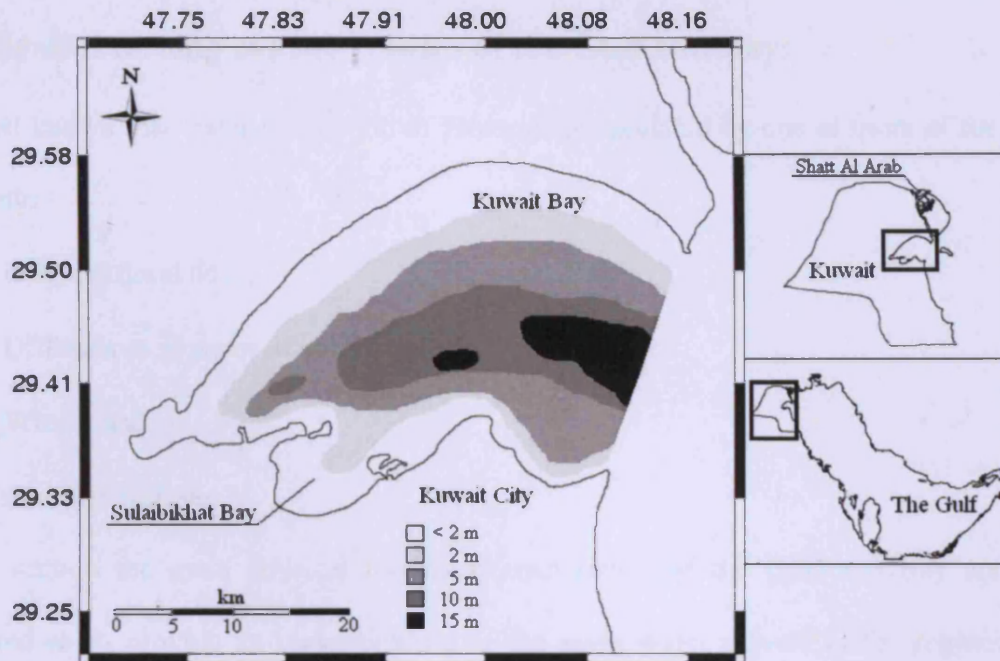 47.75 47.83 47.91 48.00 48.08 48.16
N
29.58
29.50
29.41
29.33
29.25
Kuwait Bay
Sulaibikhat Bay
Kuwait City
< 2 m
2 m
5 m
10 m
15 m
km
0 5 10 20
Shatt Al Arab
Kuwait
The Gulf